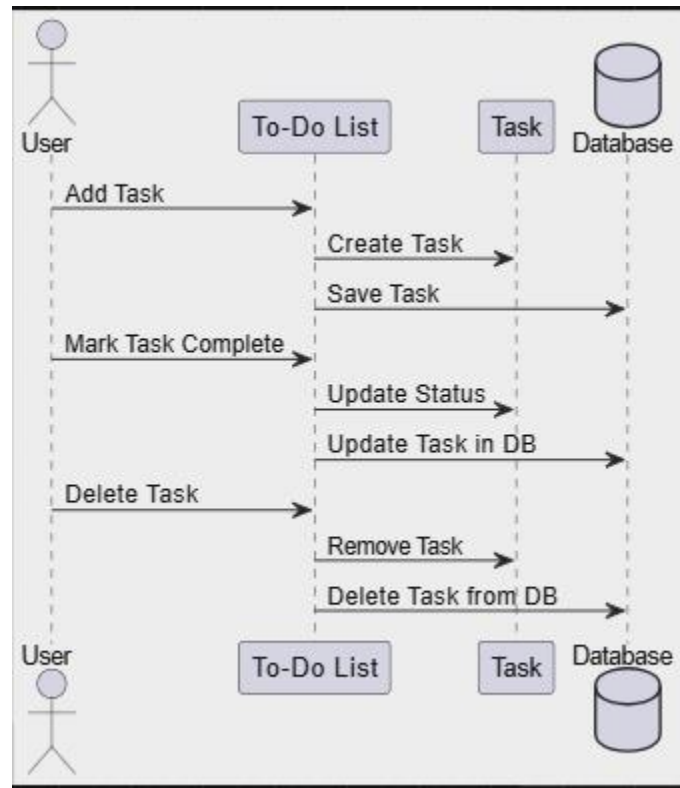 User
To-Do List
Task
Database
Add Task
Create Task
Save Task
Mark Task Complete
Update Status
Update Task in DB
Delete Task
Remove Task
Delete Task from DB
User
To-Do List
Task
Database